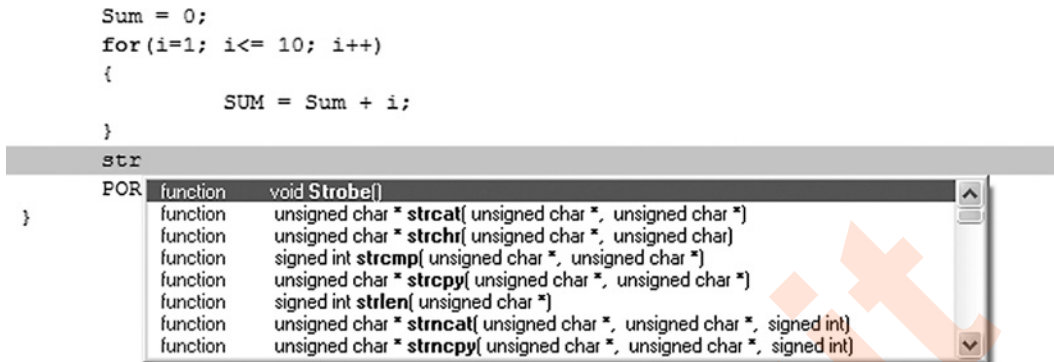 Sum = 0;
for(i=1; i<= 10; i++)
{
SUM = Sum + i;
}
str
POR
function void Strobe()
function unsigned char * strcat( unsigned char *, unsigned char *)
function unsigned char * strchr( unsigned char *, unsigned char)
function signed int strcmp( unsigned char *, unsigned char *)
function unsigned char * strcpy( unsigned char *, unsigned char *)
function signed int strlen( unsigned char *)
function unsigned char * strncat( unsigned char *, unsigned char *, signed int)
function unsigned char * strncpy( unsigned char *, unsigned char *, signed int)
}
it